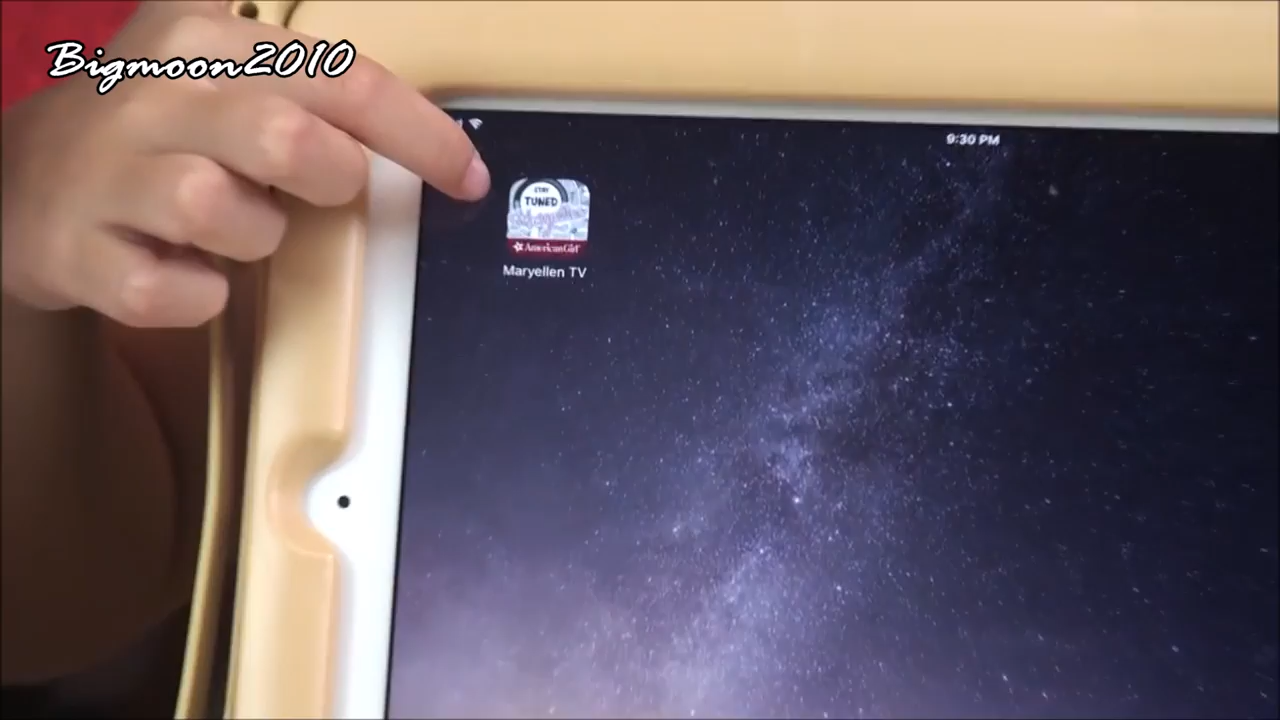 Bigmoon2010
9:30 PM
STAY
TUNED
American Girl
Maryellen TV